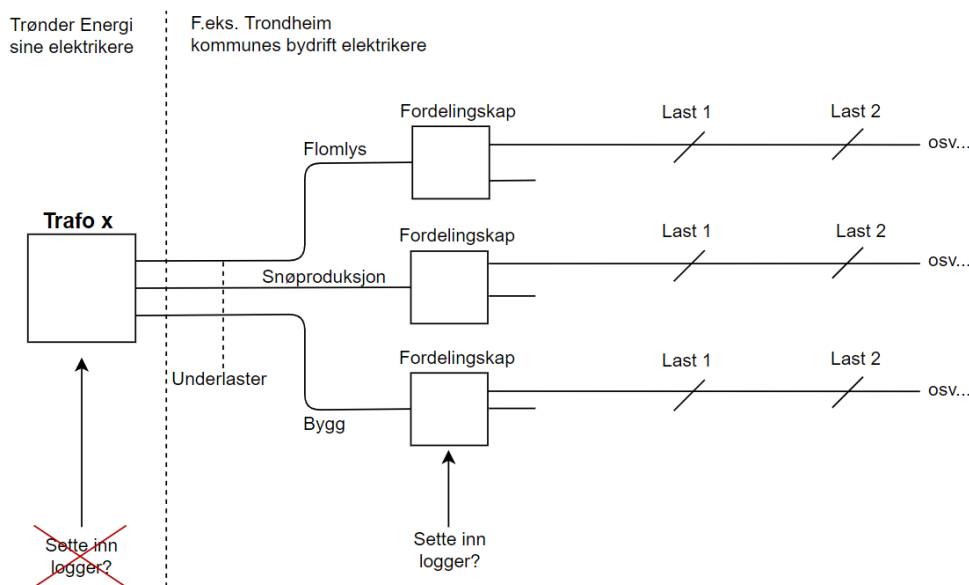 Trønder Energi
sine elektrikere
F.eks. Trondheim
kommunes bydrift elektrikere
Fordelingskap
Last 1
Last 2
Flomlys
osv...
Trafo x
Fordelingskap
Last 1
Last 2
Snøproduksjon
osv...
Fordelingskap
Last 1
Last 2
Underlaster
osv...
Bygg
Sette inn
logger?
Sette inn
logger?